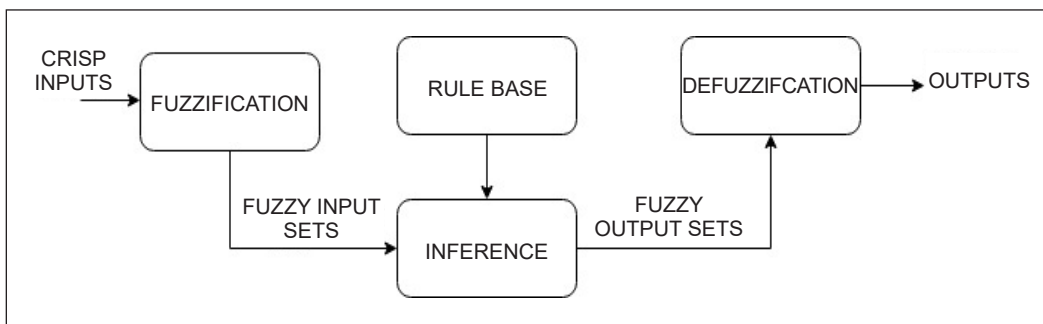 CRISP
INPUTS
FUZZIFICATION
RULE BASE
DEFUZZIFCATION
OUTPUTS
FUZZY INPUT
SETS
INFERENCE
FUZZY
OUTPUT SETS